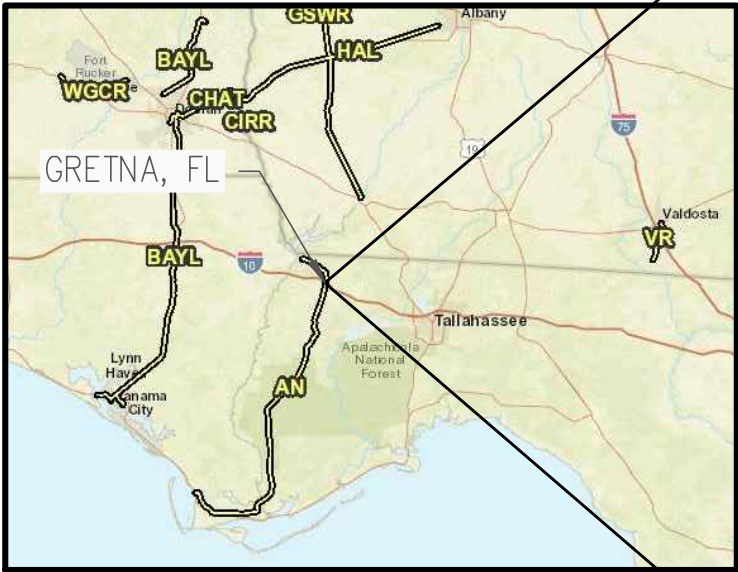 GSWR
Albany
Fort
Rucker
BAYL
HAL
WGCR
CHAT
CIRR
75
19
GRETNA, FL
Valdosta
VR
BAYL
10
Tallahassee
Apalachicola
National
Forest
Lynn
Haven
AN
Panama
City